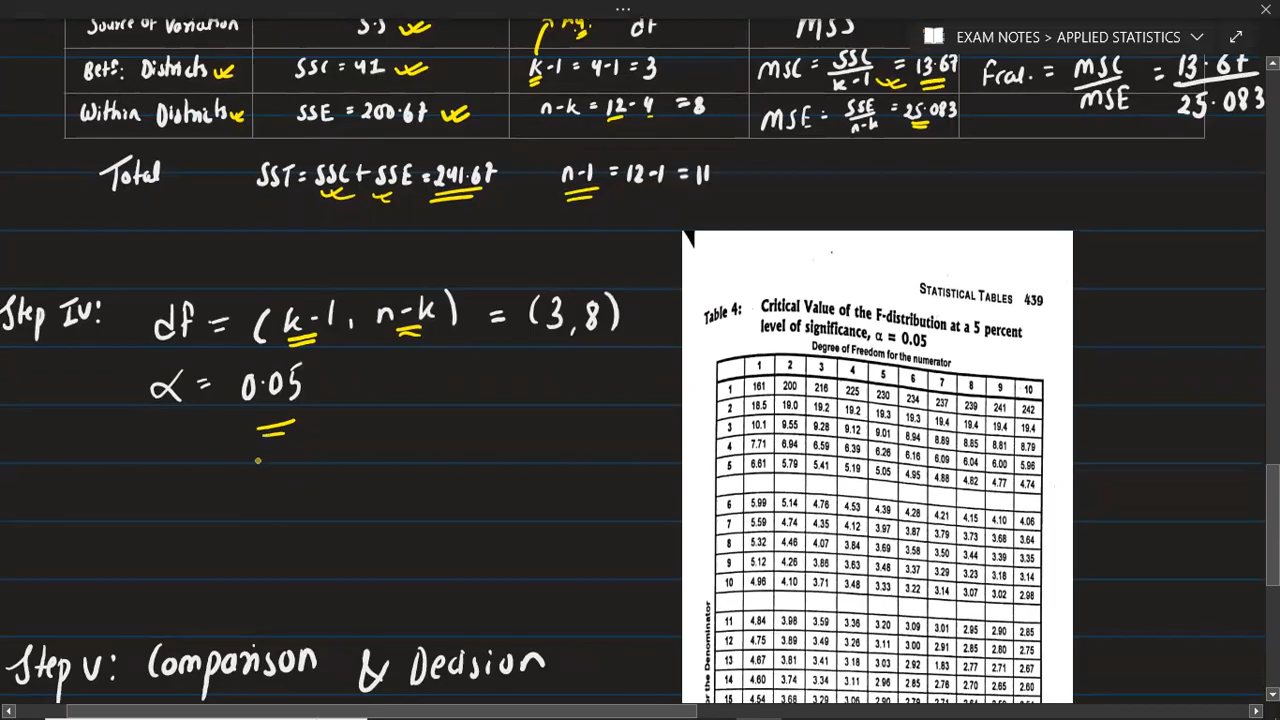 EXAM NOTES > APPLIED STATISTICS
Source of Variation S.S df MSS
Betn: Districts SSC = 41 k-1 = 4-1 = 3 MSC = SSC/k-1 = 13.67 Fcal. = MSC/MSE = 13.67/25.083
Within Districts SSE = 200.67 n-k = 12-4 = 8 MSE = SSE/n-k = 25.083
Total SST = SSC + SSE = 241.67 n-1 = 12-1 = 11
Step IV: df = (k-1, n-k) = (3,8)
α = 0.05
Step V: Comparison & Decision
STATISTICAL TABLES 439
Table 4: Critical Value of the F-distribution at a 5 percent
level of significance, α = 0.05
Degree of Freedom for the numerator
1 2 3 4 5 6 7 8 9 10
1 161 200 216 225 230 234 237 239 241 242
2 18.5 19.0 19.2 19.2 19.3 19.3 19.4 19.4 19.4 19.4
3 10.1 9.55 9.28 9.12 9.01 8.94 8.89 8.85 8.81 8.79
4 7.71 6.94 6.59 6.39 6.26 6.16 6.09 6.04 6.00 5.96
5 6.61 5.79 5.41 5.19 5.05 4.95 4.88 4.82 4.77 4.74
6 5.99 5.14 4.76 4.53 4.39 4.28 4.21 4.15 4.10 4.06
7 5.59 4.74 4.35 4.12 3.97 3.87 3.79 3.73 3.68 3.64
8 5.32 4.46 4.07 3.84 3.69 3.58 3.50 3.44 3.39 3.35
9 5.12 4.26 3.86 3.63 3.48 3.37 3.29 3.23 3.18 3.14
10 4.96 4.10 3.71 3.48 3.33 3.22 3.14 3.07 3.02 2.98
11 4.84 3.98 3.59 3.36 3.20 3.09 3.01 2.95 2.90 2.85
12 4.75 3.89 3.49 3.26 3.11 3.00 2.91 2.85 2.80 2.75
13 4.67 3.81 3.41 3.18 3.03 2.92 1.83 2.77 2.71 2.67
14 4.60 3.74 3.34 3.11 2.96 2.85 2.76 2.70 2.65 2.60
15 4.54 3.68 3.29 3.06 2.90 2.79
or the Denominator